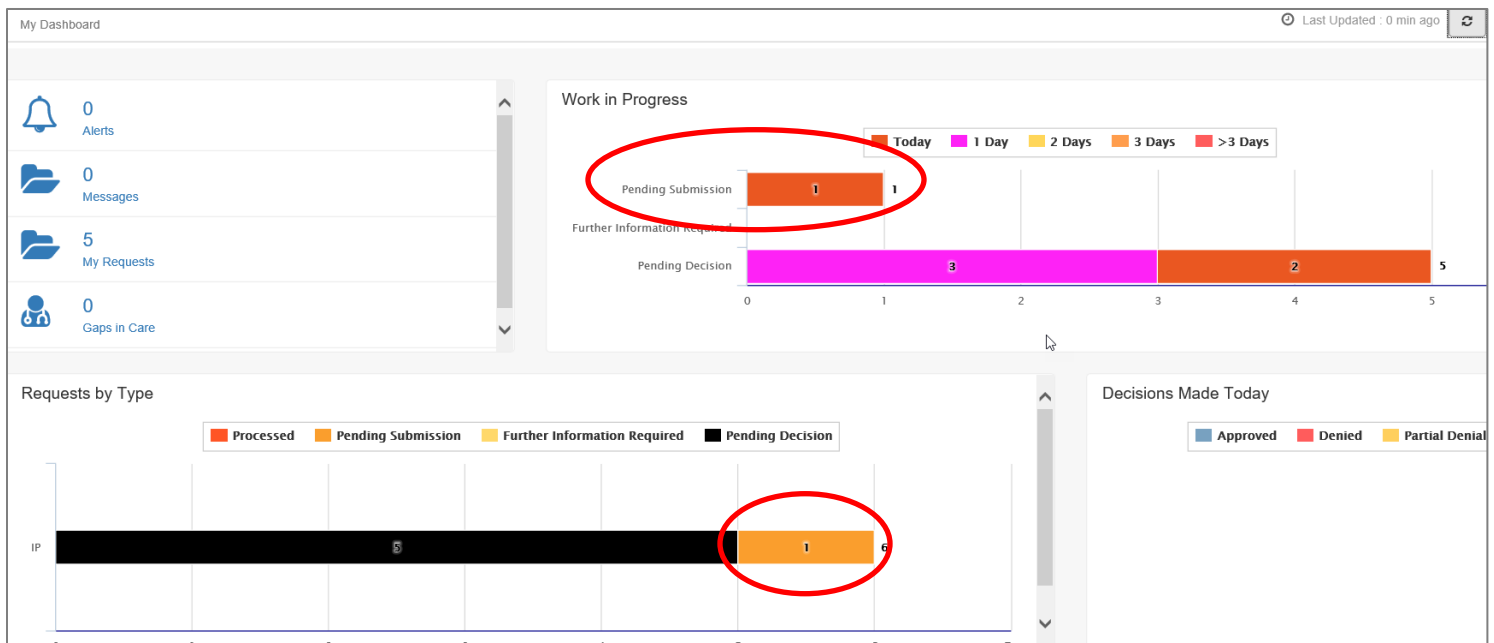 My Dashboard
Last Updated : 0 min ago
0
Alerts
0
Messages
5
My Requests
0
Gaps in Care
Work in Progress
Today 1 Day 2 Days 3 Days >3 Days
Pending Submission 1 1
Further Information Required
Pending Decision 3 2 5
0 1 2 3 4 5
Requests by Type
Processed Pending Submission Further Information Required Pending Decision
IP 5 1 6
Decisions Made Today
Approved Denied Partial Denial